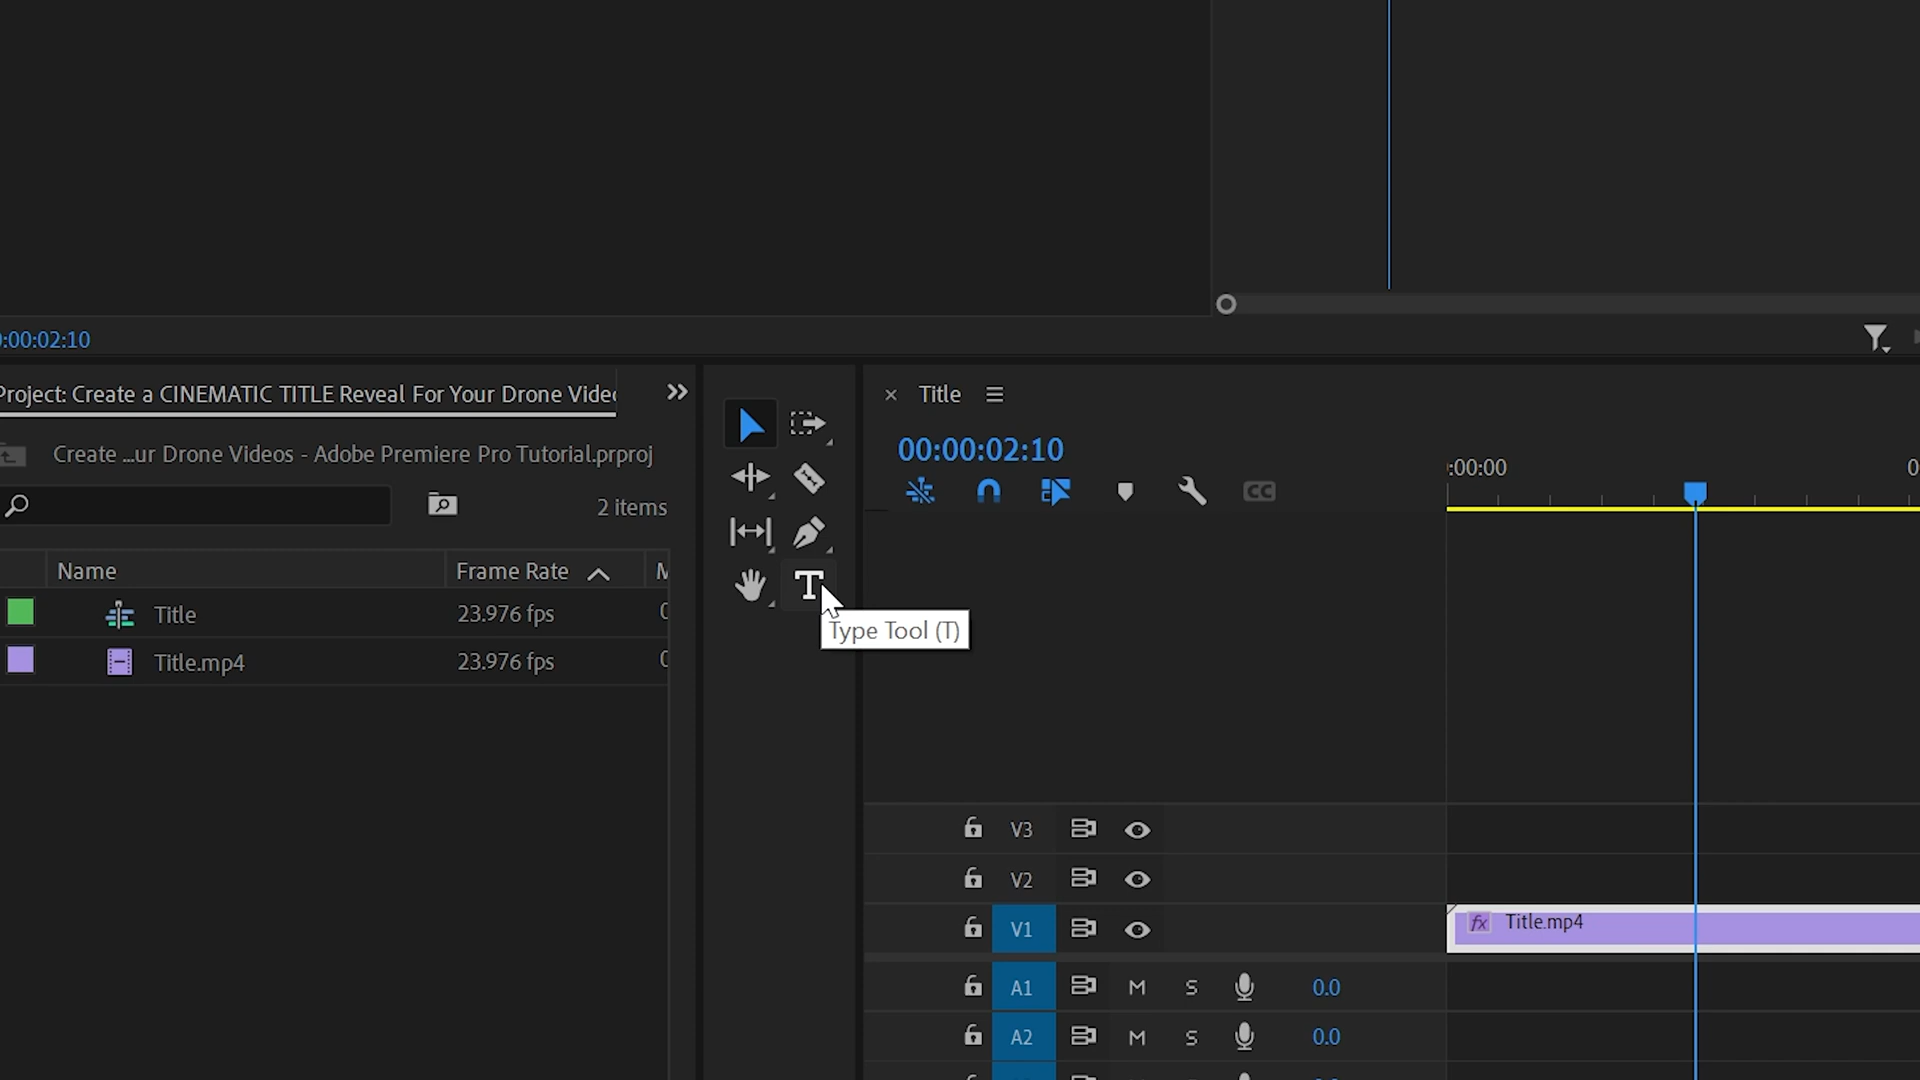 :00:00:02:10
Project: Create a CINEMATIC TITLE Reveal For Your Drone Video
Title
Create ...ur Drone Videos - Adobe Premiere Pro Tutorial.prproj
00:00:02:10
:00:00
2 items
CC
Name
Frame Rate
Title
23.976 fps
Title.mp4
23.976 fps
T
Type Tool (T)
V3
V2
V1
fx Title.mp4
A1 M S 0.0
A2 M S 0.0